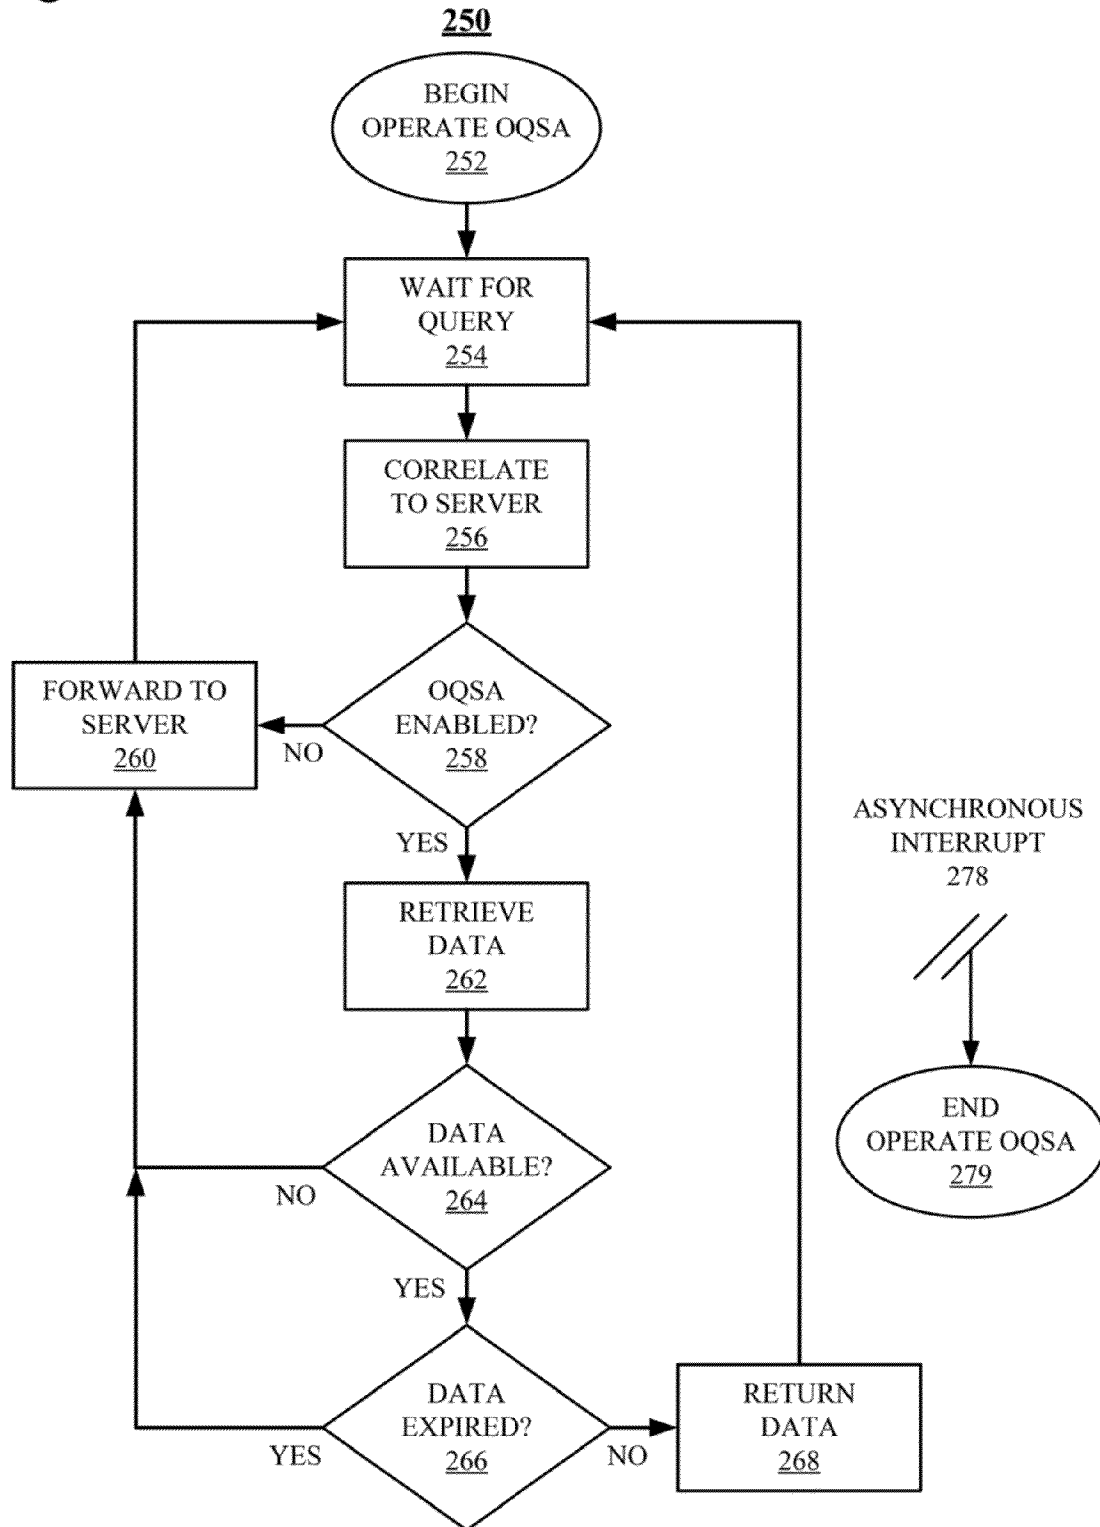 250
BEGIN
OPERATE OQSA
252
WAIT FOR
QUERY
254
CORRELATE
TO SERVER
256
OQSA
ENABLED?
258
NO
YES
FORWARD TO
SERVER
260
RETRIEVE
DATA
262
DATA
AVAILABLE?
264
NO
YES
DATA
EXPIRED?
266
YES
NO
RETURN
DATA
268
ASYNCHRONOUS
INTERRUPT
278
END
OPERATE OQSA
279